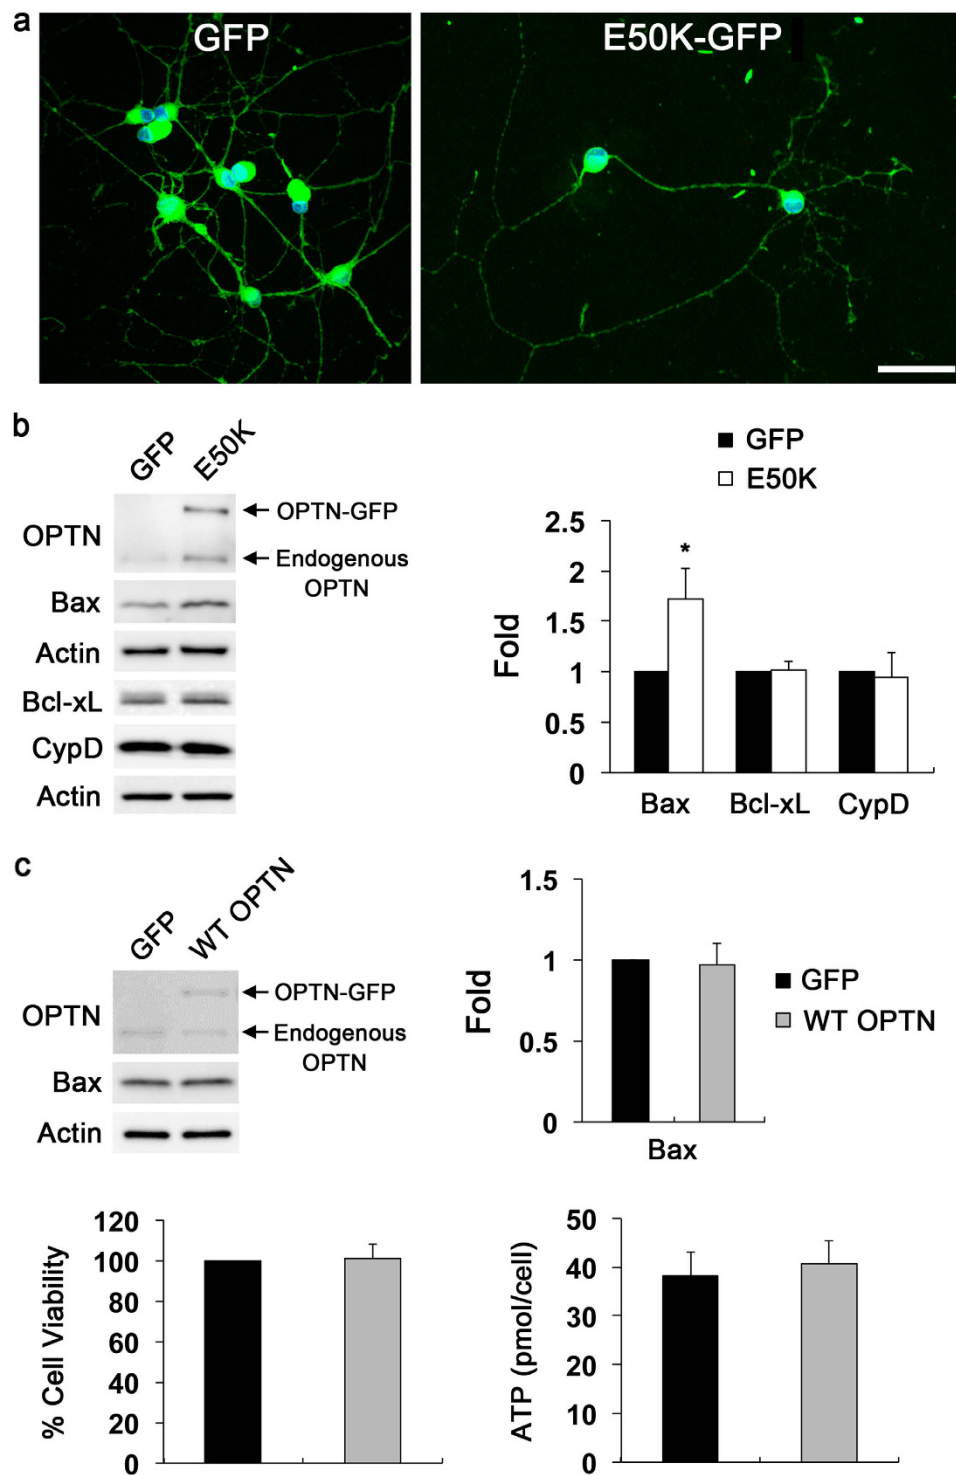 a
GFP
E50K-GFP
b
GFP
E50K
OPTN
OPTN-GFP
Endogenous
OPTN
Bax
Actin
Bcl-xL
CypD
Actin
GFP
E50K
2.5
2
1.5
1
0.5
0
Fold
*
Bax
Bcl-xL
CypD
c
GFP
WT OPTN
OPTN
OPTN-GFP
Endogenous
OPTN
Bax
Actin
1.5
1
0.5
0
Fold
Bax
GFP
WT OPTN
120
100
80
60
40
20
0
% Cell Viability
50
40
30
20
10
0
ATP (pmol/cell)